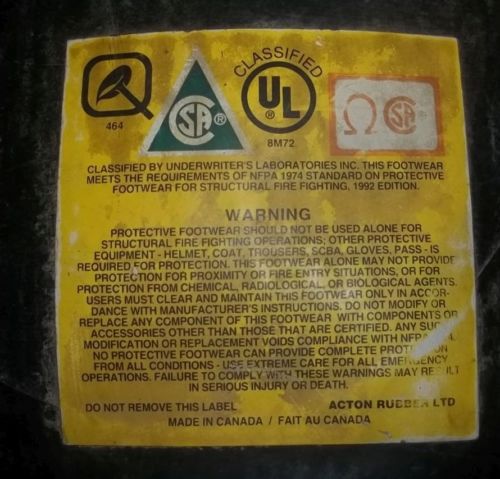 CLASSIFIED
464
CSA ®
UL ®
8M72
Ω CSA ®
CLASSIFIED BY UNDERWRITER'S LABORATORIES INC. THIS FOOTWEAR
MEETS THE REQUIREMENTS OF NFPA 1974 STANDARD ON PROTECTIVE
FOOTWEAR FOR STRUCTURAL FIRE FIGHTING, 1992 EDITION.
WARNING
PROTECTIVE FOOTWEAR SHOULD NOT BE USED ALONE FOR
STRUCTURAL FIRE FIGHTING OPERATIONS; OTHER PROTECTIVE
EQUIPMENT - HELMET, COAT, TROUSERS, SCBA, GLOVES, PASS - IS
REQUIRED FOR PROTECTION. THIS FOOTWEAR ALONE MAY NOT PROVIDE
PROTECTION FOR PROXIMITY OR FIRE ENTRY SITUATIONS, OR FOR
PROTECTION FROM CHEMICAL, RADIOLOGICAL, OR BIOLOGICAL AGENTS.
USERS MUST CLEAR AND MAINTAIN THIS FOOTWEAR ONLY IN ACCOR-
DANCE WITH MANUFACTURER'S INSTRUCTIONS. DO NOT MODIFY OR
REPLACE ANY COMPONENT OF THIS FOOTWEAR WITH COMPONENTS OR
ACCESSORIES OTHER THAN THOSE THAT ARE CERTIFIED. ANY SUCH
MODIFICATION OR REPLACEMENT VOIDS COMPLIANCE WITH NFPA
NO PROTECTIVE FOOTWEAR CAN PROVIDE COMPLETE PROTECTION
FROM ALL CONDITIONS - USE EXTREME CARE FOR ALL EMERGENCY
OPERATIONS. FAILURE TO COMPLY WITH THESE WARNINGS MAY RESULT
IN SERIOUS INJURY OR DEATH.
DO NOT REMOVE THIS LABEL ACTON RUBBER LTD
MADE IN CANADA / FAIT AU CANADA